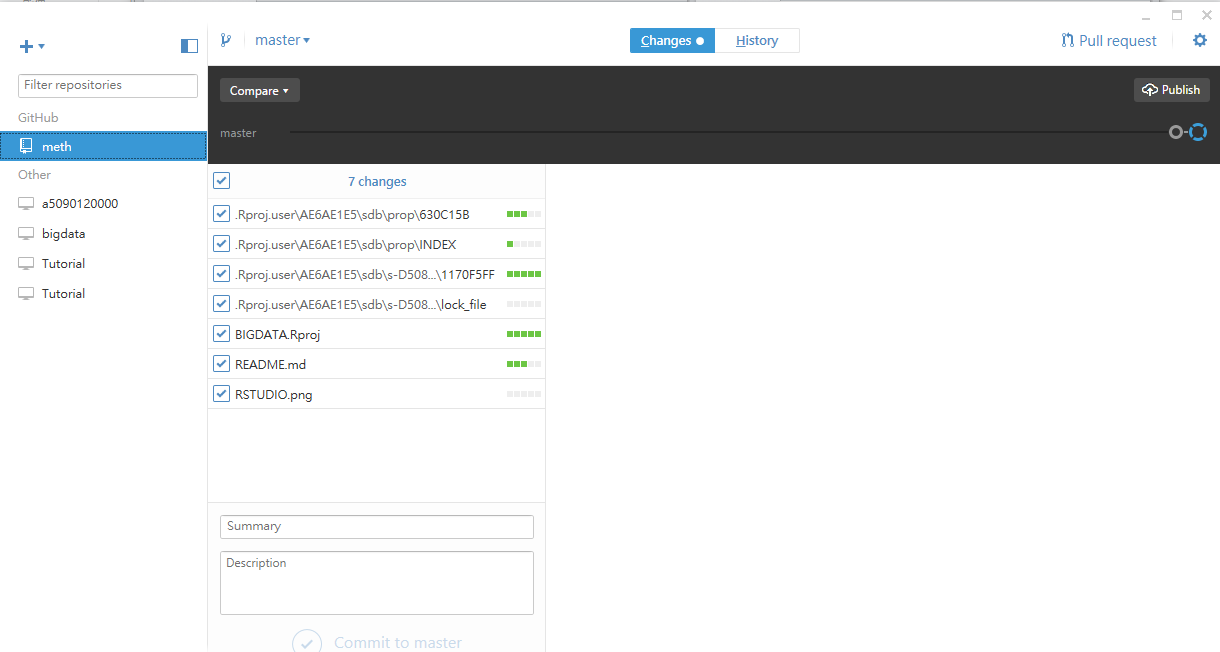 master
Changes
History
Pull request
Filter repositories
GitHub
meth
Other
a5090120000
bigdata
Tutorial
Tutorial
Compare
Publish
master
7 changes
.Rproj.user\AE6AE1E5\sdb\prop\630C15B
.Rproj.user\AE6AE1E5\sdb\prop\INDEX
.Rproj.user\AE6AE1E5\sdb\s-D508...\1170F5FF
.Rproj.user\AE6AE1E5\sdb\s-D508...\lock_file
BIGDATA.Rproj
README.md
RSTUDIO.png
Summary
Description
Commit to master